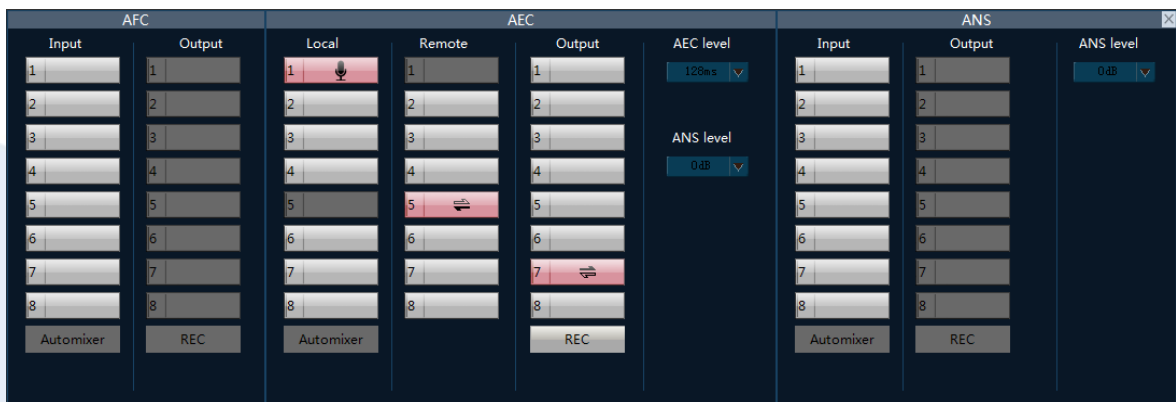 AFC AEC ANS
Input Output Local Remote Output AEC level Input Output ANS level
1 1 1 1 1 128ms 1 1 0dB
2 2 2 2 2 2 2
3 3 3 3 3 ANS level 3 3
4 4 4 4 4 0dB 4 4
5 5 5 5 5 5 5
6 6 6 6 6 6 6
7 7 7 7 7 7 7
8 8 8 8 8 8 8
Automixer REC Automixer REC Automixer REC